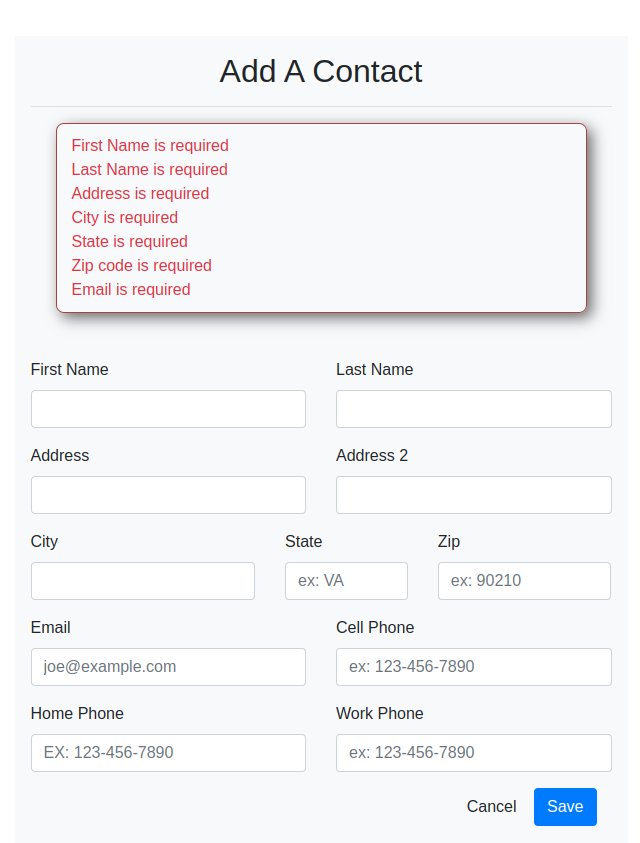 Add A Contact
First Name is required
Last Name is required
Address is required
City is required
State is required
Zip code is required
Email is required
First Name Last Name
Address Address 2
City State Zip
ex: VA ex: 90210
Email Cell Phone
joe@example.com ex: 123-456-7890
Home Phone Work Phone
EX: 123-456-7890 ex: 123-456-7890
Cancel Save